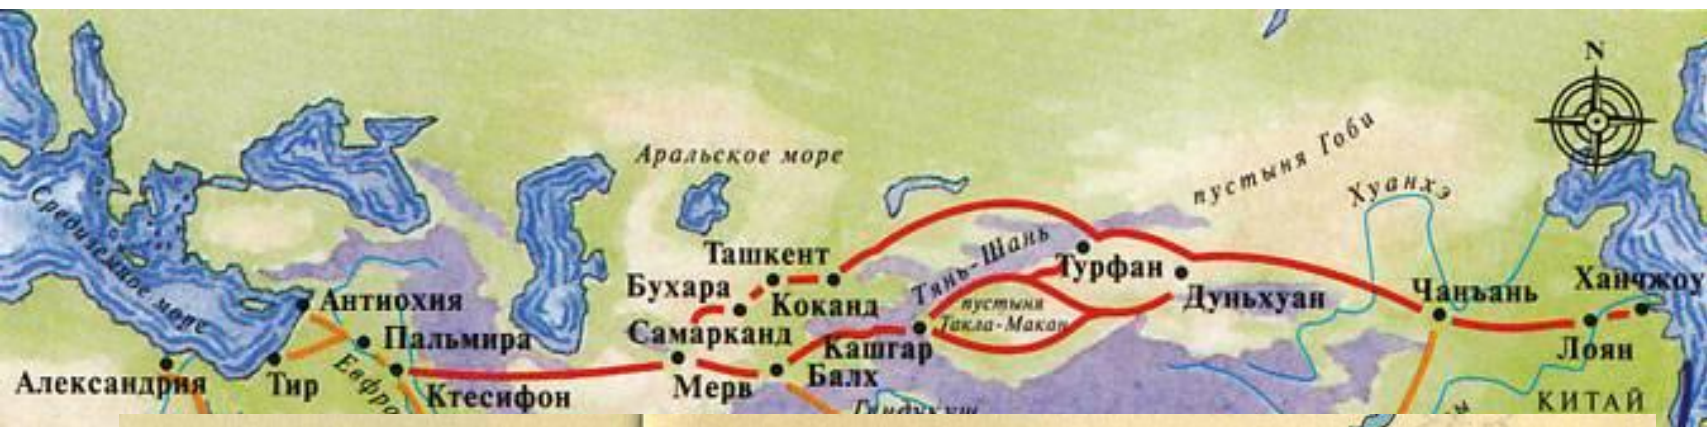 N
пустыня Гоби
Аральское море
Хуанхэ
Средиземное море
Ташкент
Тянь-Шань
Турфан
Бухара
Коканд
Антиохия
пустыня
Такла-Макан
Дуньхуан
Чанъань
Ханчжоу
Самарканд
Пальмира
Кашгар
Лоян
Александрия
Тир
Ктесифон
Мерв
Балх
КИТАЙ